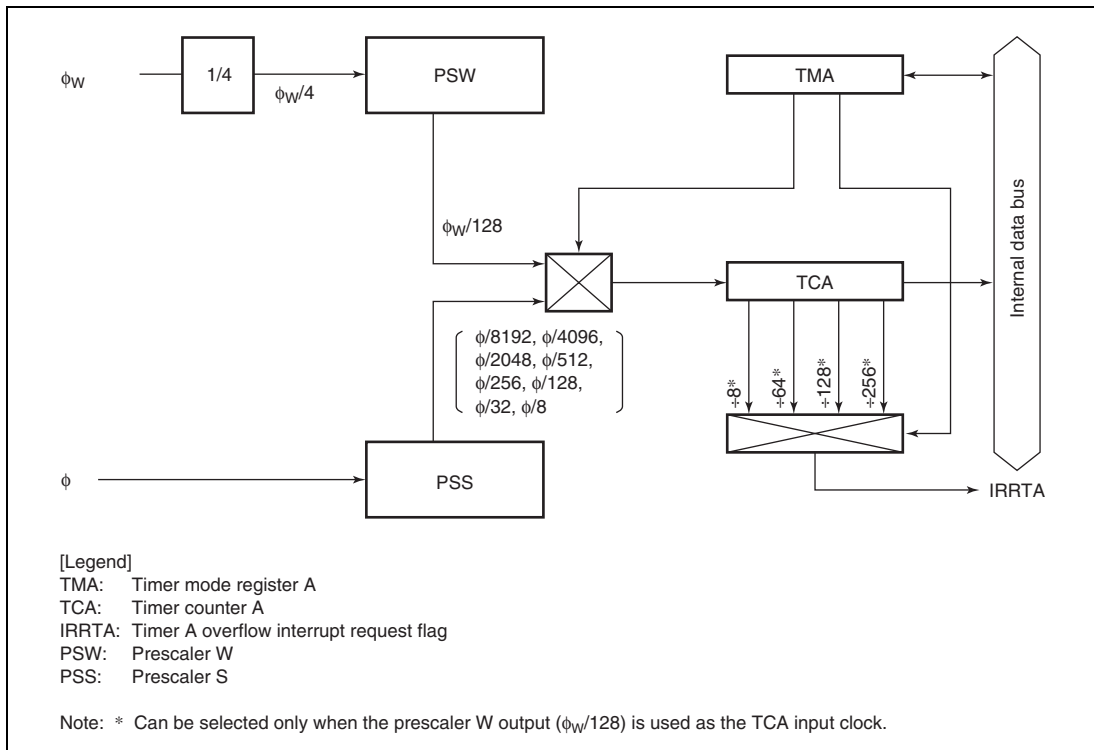 ϕW
1/4
ϕW/4
PSW
TMA
Internal data bus
ϕW/128
TCA
ϕ/8192, ϕ/4096,
ϕ/2048, ϕ/512,
ϕ/256, ϕ/128,
ϕ/32, ϕ/8
÷8*
÷64*
÷128*
÷256*
ϕ
PSS
IRRTA
[Legend]
TMA: Timer mode register A
TCA: Timer counter A
IRRTA: Timer A overflow interrupt request flag
PSW: Prescaler W
PSS: Prescaler S
Note: * Can be selected only when the prescaler W output (ϕW/128) is used as the TCA input clock.